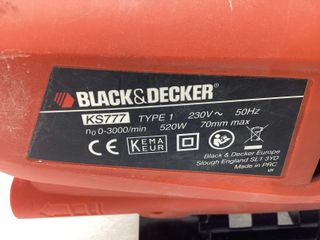 BLACK&DECKER
KS777 TYPE 1 230V~ 50Hz
n₀ 0-3000/min 520W 70mm max
CE KEMA KEUR
Black & Decker Europe
Slough England SL1 3YD
Made in PRC